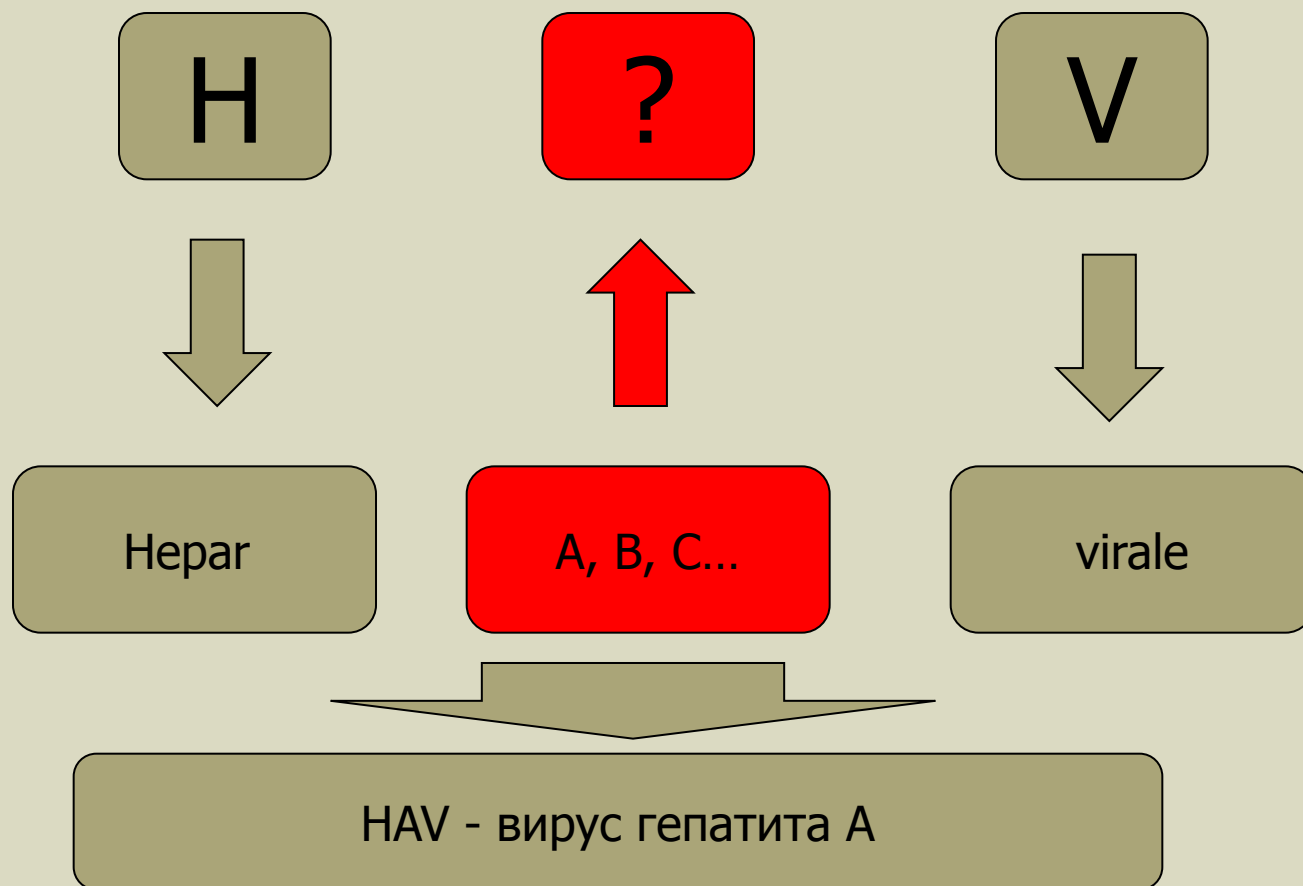 H
?
V
Hepar
A, B, C…
virale
HAV - вирус гепатита А